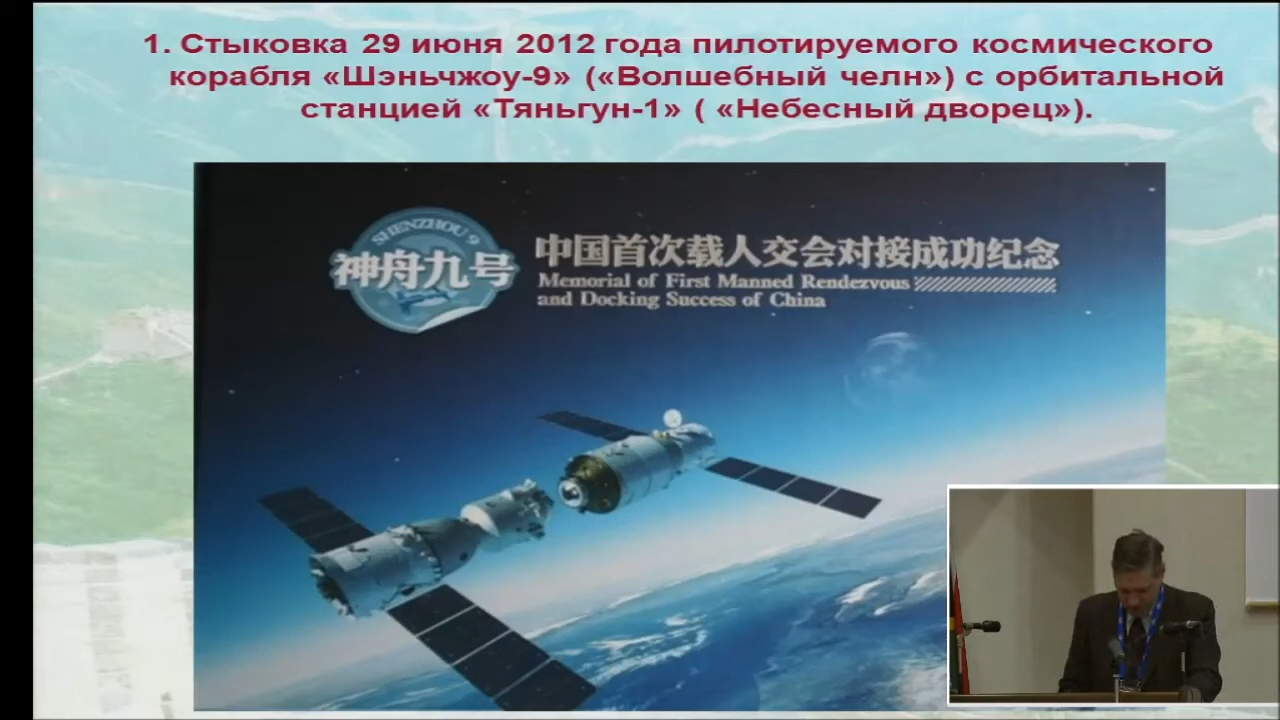 1. Стыковка 29 июня 2012 года пилотируемого космического
корабля «Шэньчжоу-9» («Волшебный челн») с орбитальной
станцией «Тяньгун-1» ( «Небесный дворец»).
SHENZHOU 9
神舟九号
中国首次载人交会对接成功纪念
Memorial of First Manned Rendezvous
and Docking Success of China